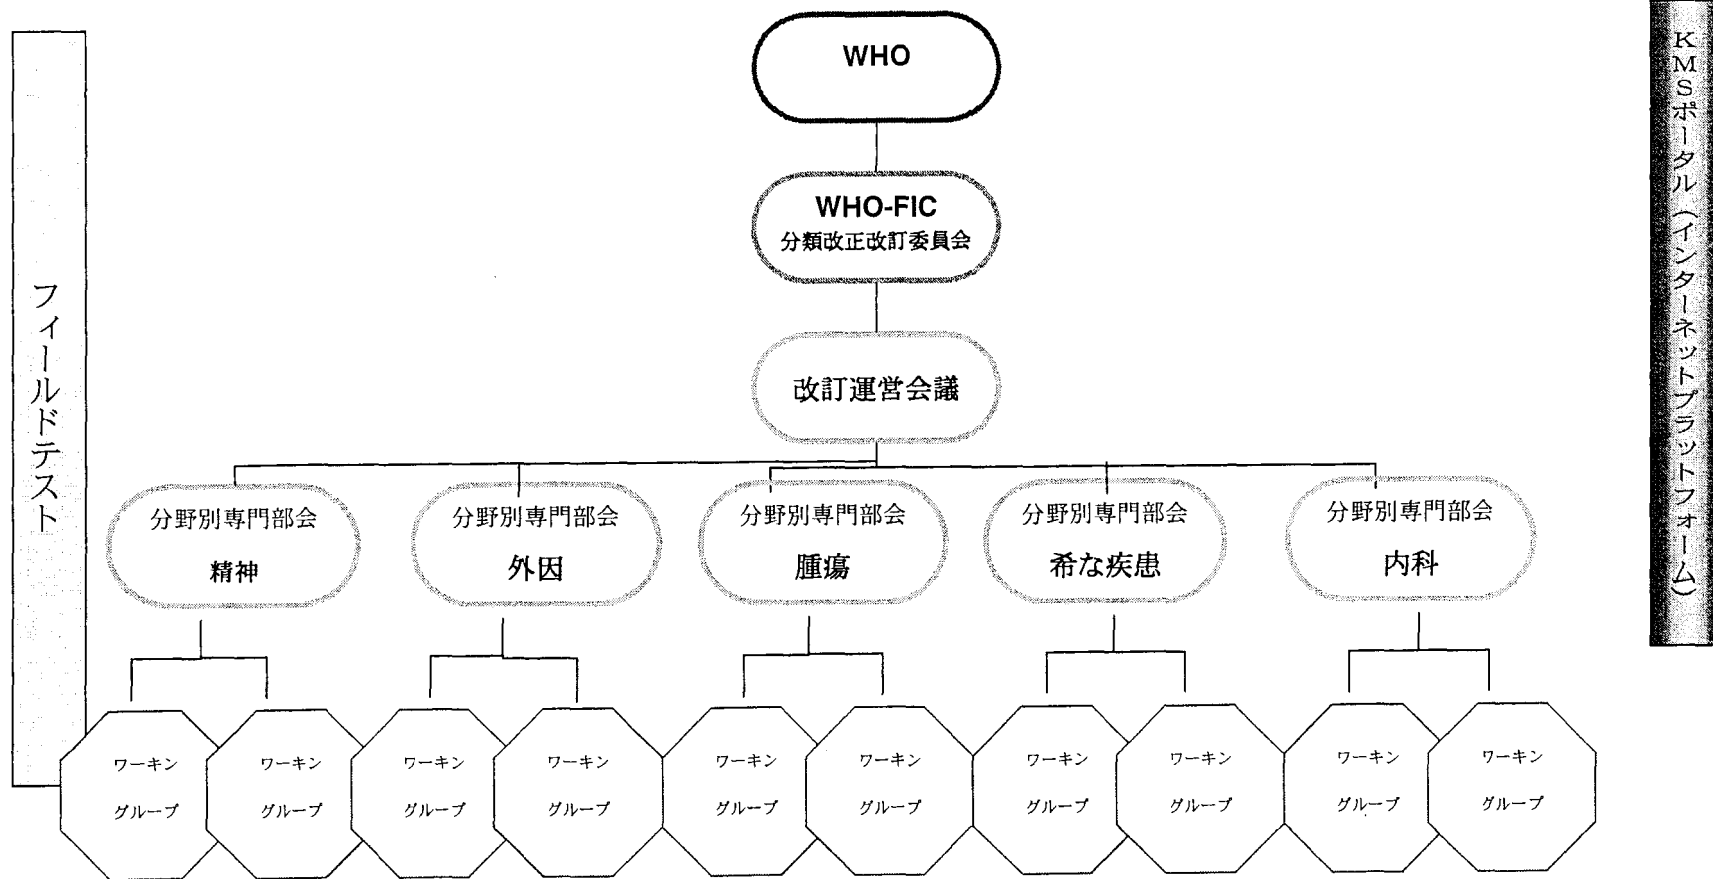 WHO
WHO-FIC
分類改正改訂委員会
改訂運営会議
分野別専門部会
精神
分野別専門部会
外因
分野別専門部会
腫瘍
分野別専門部会
希な疾患
分野別専門部会
内科
ワーキン
グループ
ワーキン
グループ
ワーキン
グループ
ワーキン
グループ
ワーキン
グループ
ワーキン
グループ
ワーキン
グループ
ワーキン
グループ
ワーキン
グループ
ワーキン
グループ
フィールドテスト
KMSポータル（インターネットプラットフォーム）